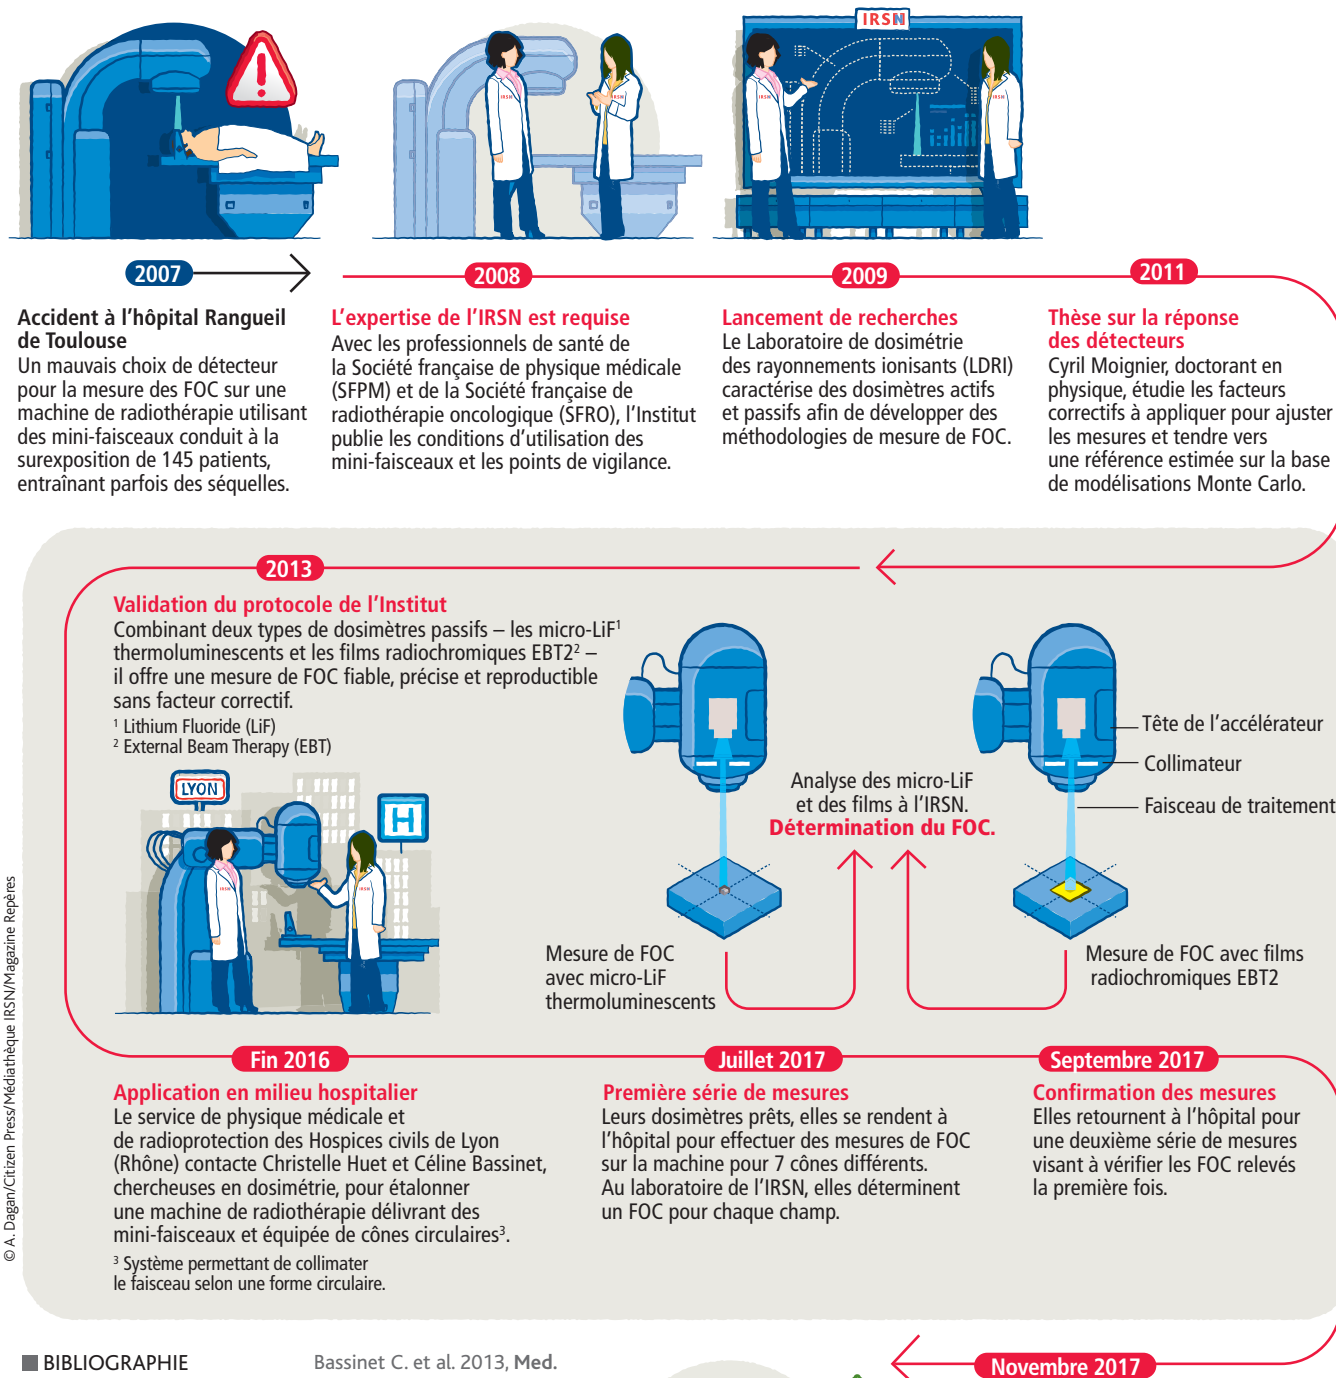 IRSN
IRSN
IRSN
IRSN
IRSN
2007
Accident à l'hôpital Rangueil
de Toulouse
Un mauvais choix de détecteur
pour la mesure des FOC sur une
machine de radiothérapie utilisant
des mini-faisceaux conduit à la
surexposition de 145 patients,
entraînant parfois des séquelles.
2008
L'expertise de l'IRSN est requise
Avec les professionnels de santé de
la Société française de physique médicale
(SFPM) et de la Société française de
radiothérapie oncologique (SFRO), l'Institut
publie les conditions d'utilisation des
mini-faisceaux et les points de vigilance.
2009
Lancement de recherches
Le Laboratoire de dosimétrie
des rayonnements ionisants (LDRI)
caractérise des dosimètres actifs
et passifs afin de développer des
méthodologies de mesure de FOC.
2011
Thèse sur la réponse
des détecteurs
Cyril Moignier, doctorant en
physique, étudie les facteurs
correctifs à appliquer pour ajuster
les mesures et tendre vers
une référence estimée sur la base
de modélisations Monte Carlo.
2013
Validation du protocole de l'Institut
Combinant deux types de dosimètres passifs – les micro-LiF¹
thermoluminescents et les films radiochromiques EBT2² –
il offre une mesure de FOC fiable, précise et reproductible
sans facteur correctif.
¹ Lithium Fluoride (LiF)
² External Beam Therapy (EBT)
LYON
H
IRSN
IRSN
Tête de l'accélérateur
Collimateur
Faisceau de traitement
Analyse des micro-LiF
et des films à l'IRSN.
Détermination du FOC.
Mesure de FOC
avec micro-LiF
thermoluminescents
Mesure de FOC avec films
radiochromiques EBT2
Fin 2016
Application en milieu hospitalier
Le service de physique médicale et
de radioprotection des Hospices civils de Lyon
(Rhône) contacte Christelle Huet et Céline Bassinet,
chercheuses en dosimétrie, pour étalonner
une machine de radiothérapie délivrant des
mini-faisceaux et équipée de cônes circulaires³.
³ Système permettant de collimater
le faisceau selon une forme circulaire.
Juillet 2017
Première série de mesures
Leurs dosimètres prêts, elles se rendent à
l'hôpital pour effectuer des mesures de FOC
sur la machine pour 7 cônes différents.
Au laboratoire de l'IRSN, elles déterminent
un FOC pour chaque champ.
Septembre 2017
Confirmation des mesures
Elles retournent à l'hôpital pour
une deuxième série de mesures
visant à vérifier les FOC relevés
la première fois.
© A. Dagan/Citizen Press/Médiathèque IRSN/Magazine Repères
BIBLIOGRAPHIE
Bassinet C. et al. 2013, Med.
Novembre 2017